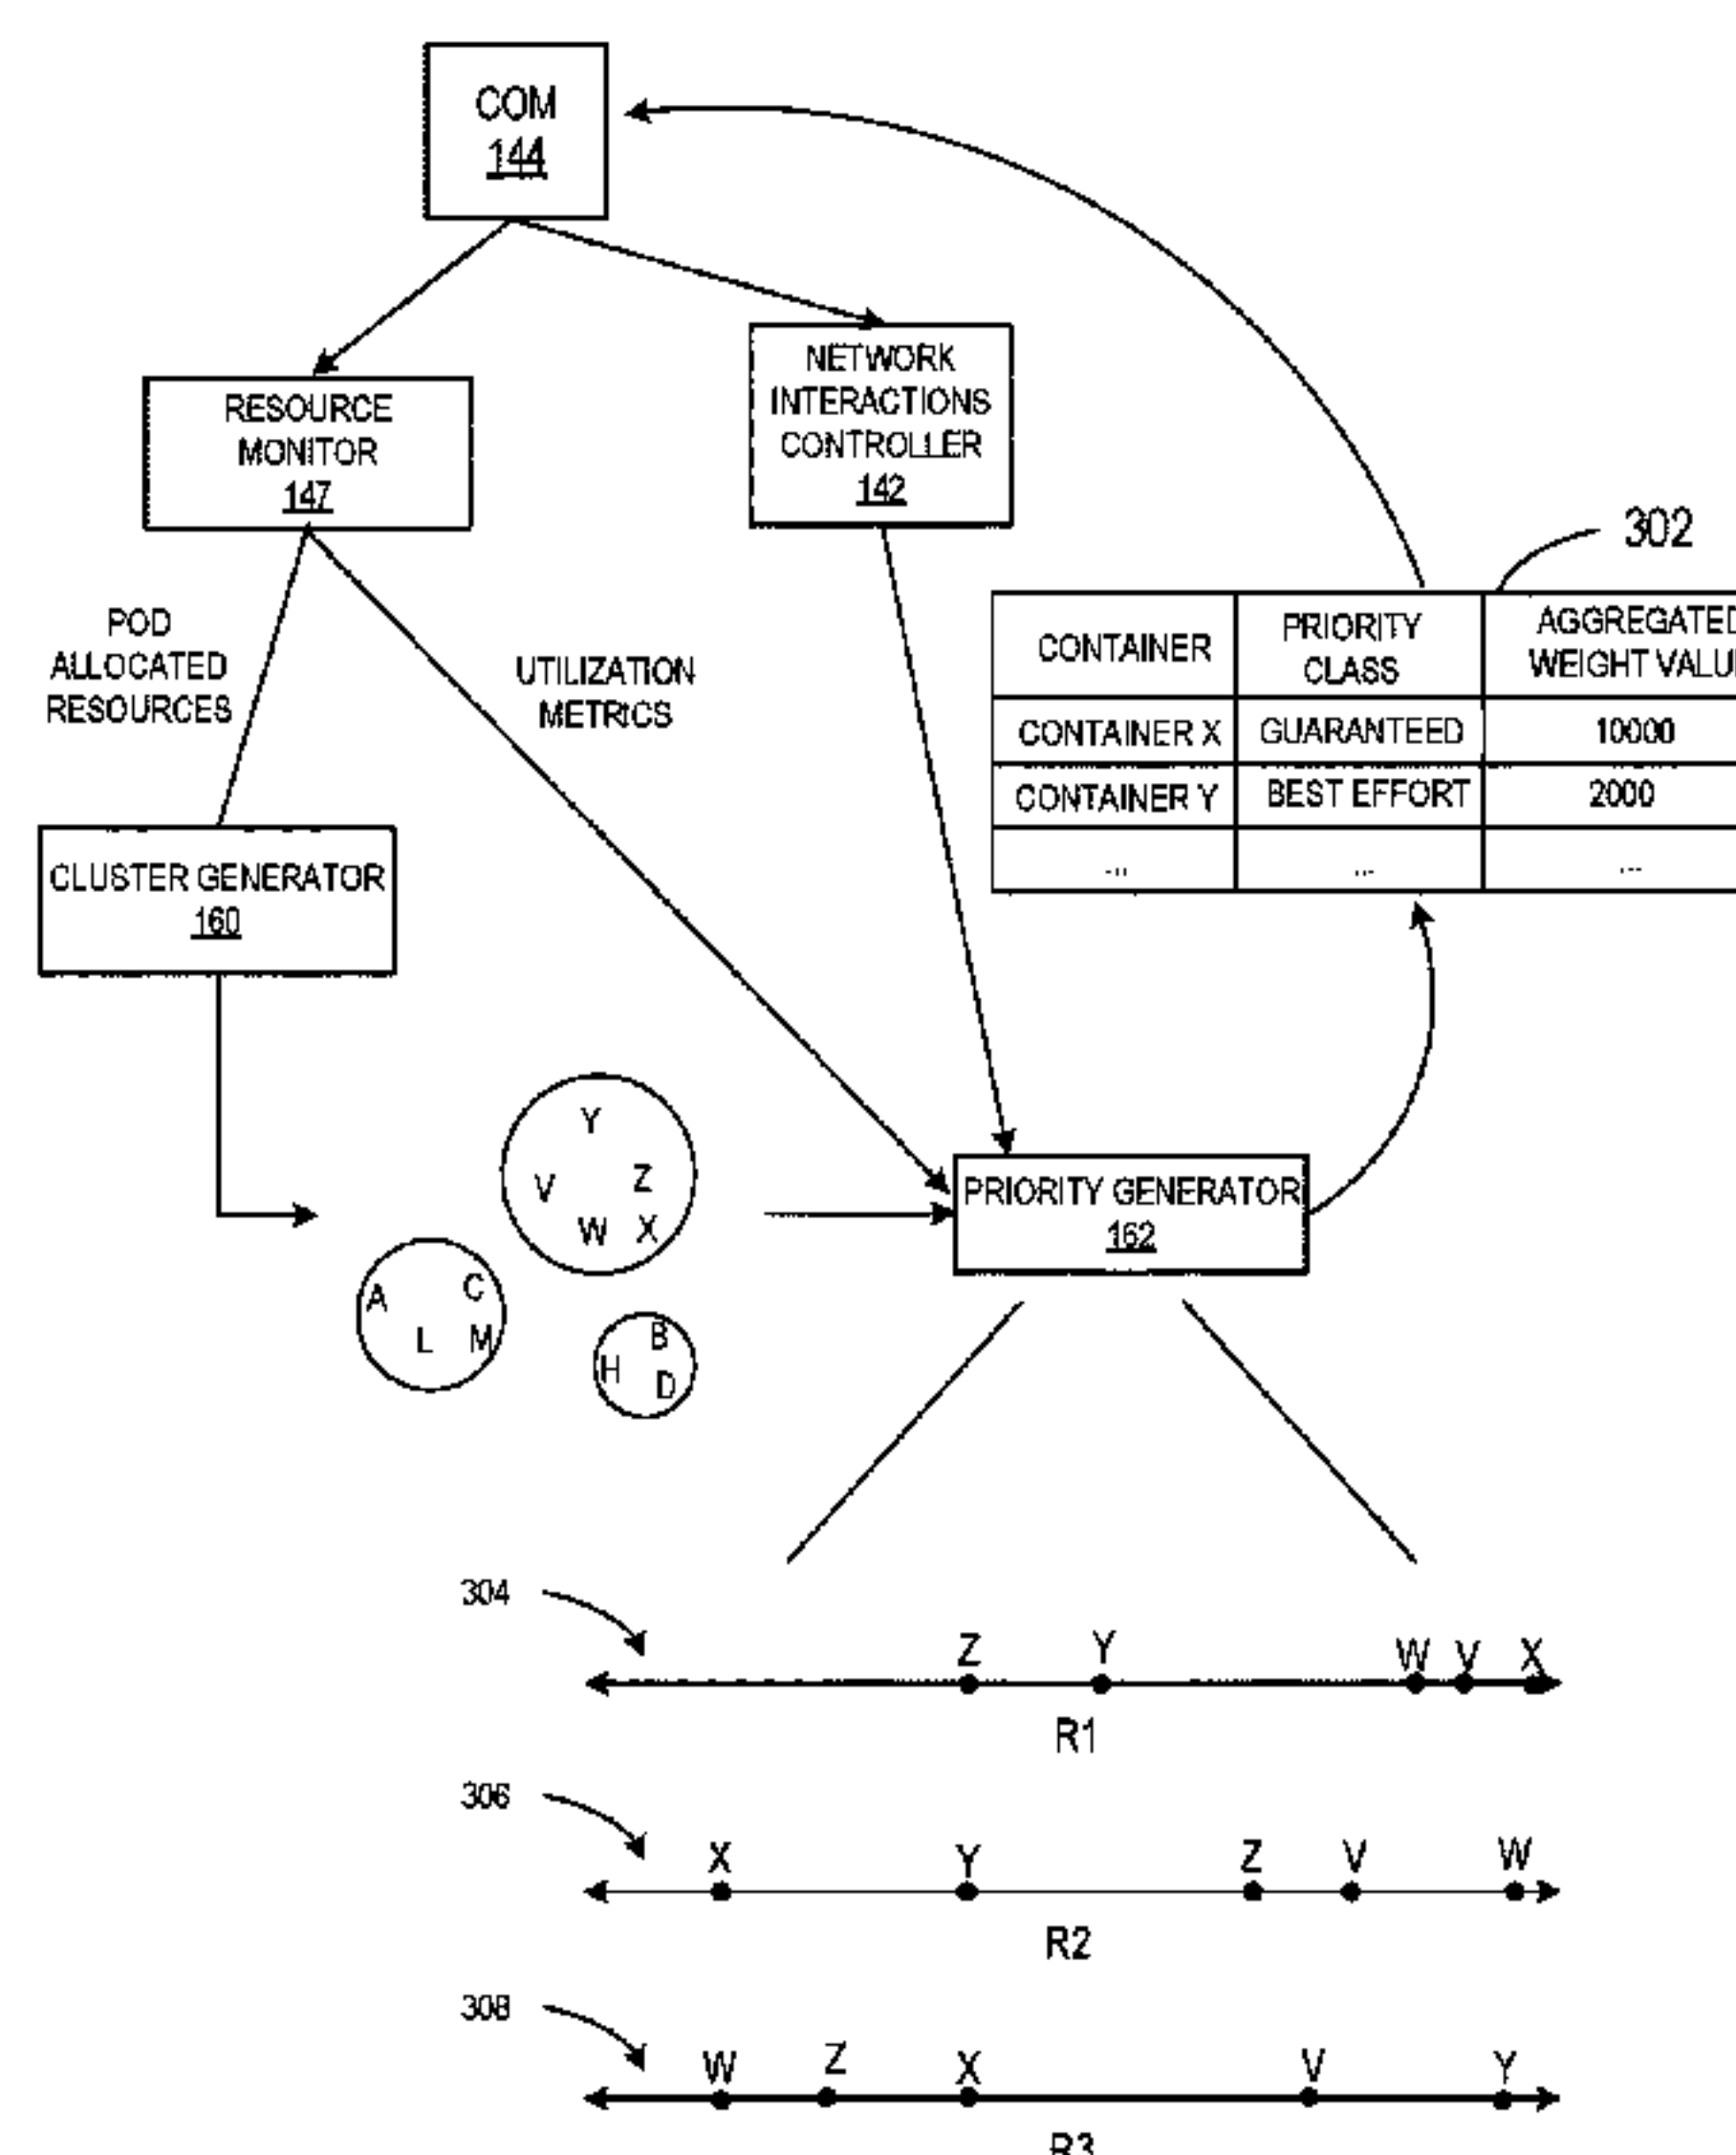 COM
144
RESOURCE
MONITOR
147
NETWORK
INTERACTIONS
CONTROLLER
142
302
POD
ALLOCATED
RESOURCES
UTILIZATION
METRICS
CONTAINER
PRIORITY
CLASS
AGGREGATED
WEIGHT VALU
CONTAINER X
GUARANTEED
10000
CONTAINER Y
BEST EFFORT
2000
...
...
...
CLUSTER GENERATOR
160
Y
V
Z
W
X
A
C
L
M
B
H
D
PRIORITY GENERATOR
162
304
Z
Y
W
V
X
R1
306
X
Y
Z
V
W
R2
308
W
Z
X
V
Y
R3